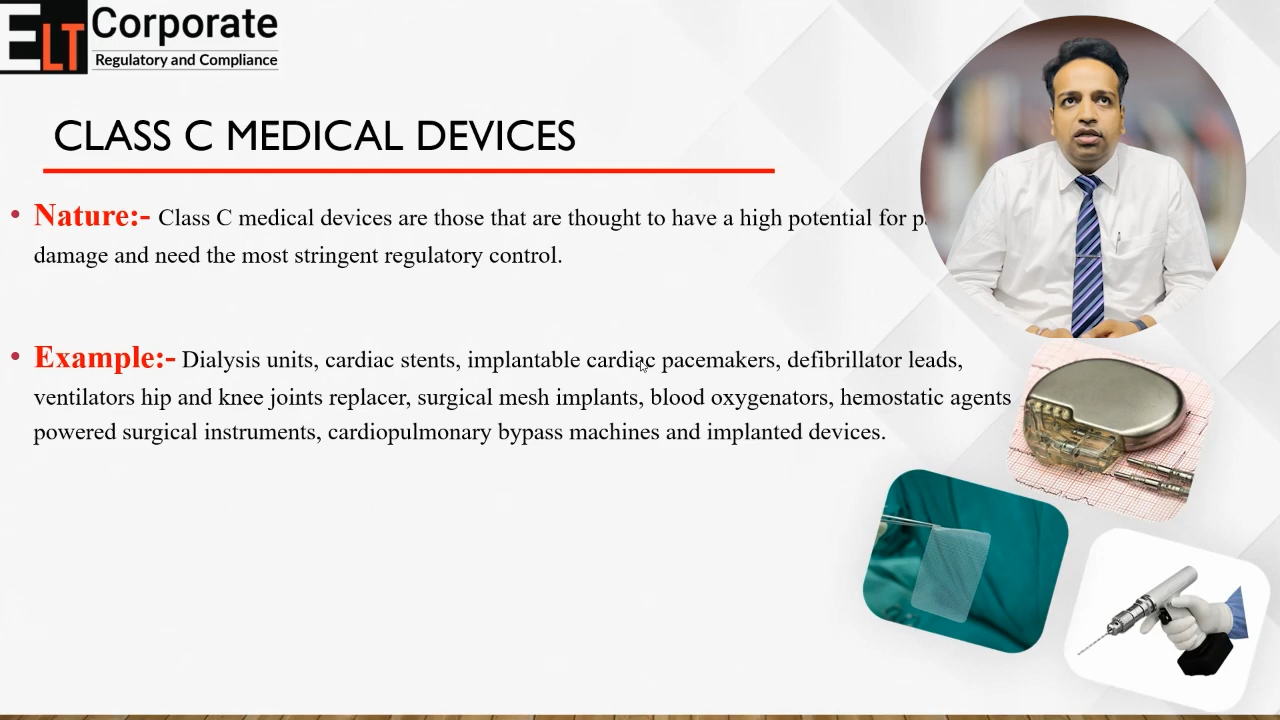 ELT Corporate
Regulatory and Compliance
CLASS C MEDICAL DEVICES
• Nature:- Class C medical devices are those that are thought to have a high potential for
damage and need the most stringent regulatory control.
• Example:- Dialysis units, cardiac stents, implantable cardiac pacemakers, defibrillator leads,
ventilators hip and knee joints replacer, surgical mesh implants, blood oxygenators, hemostatic agents
powered surgical instruments, cardiopulmonary bypass machines and implanted devices.